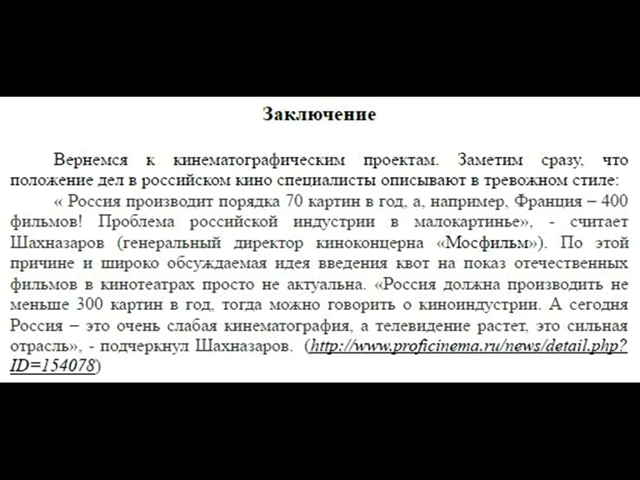 Заключение
Вернемся к кинематографическим проектам. Заметим сразу, что
положение дел в российском кино специалисты описывают в тревожном стиле:
« Россия производит порядка 70 картин в год, а, например, Франция – 400
фильмов! Проблема российской индустрии в малокартинье», - считает
Шахназаров (генеральный директор киноконцерна «Мосфильм»). По этой
причине и широко обсуждаемая идея введения квот на показ отечественных
фильмов в кинотеатрах просто не актуальна. «Россия должна производить не
меньше 300 картин в год, тогда можно говорить о киноиндустрии. А сегодня
Россия – это очень слабая кинематография, а телевидение растет, это сильная
отрасль», - подчеркнул Шахназаров. (http://www.proficinema.ru/news/detail.php?
ID=154078)